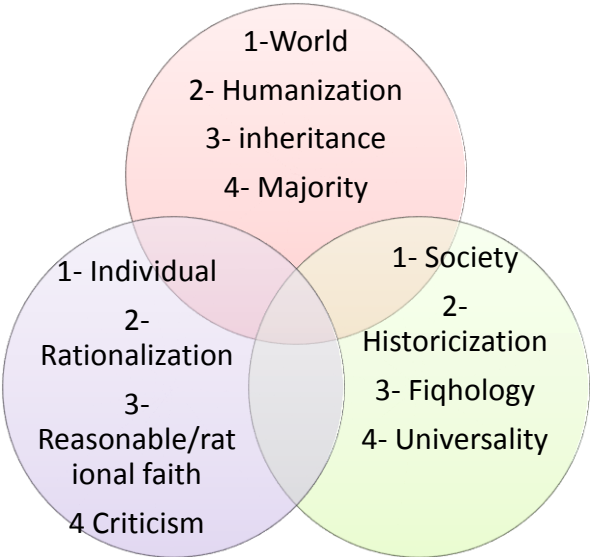 1-World
2- Humanization
3- inheritance
4- Majority
1- Individual
2-
Rationalization
3-
Reasonable/rat
ional faith
4 Criticism
1- Society
2-
Historicization
3- Fiqhology
4- Universality